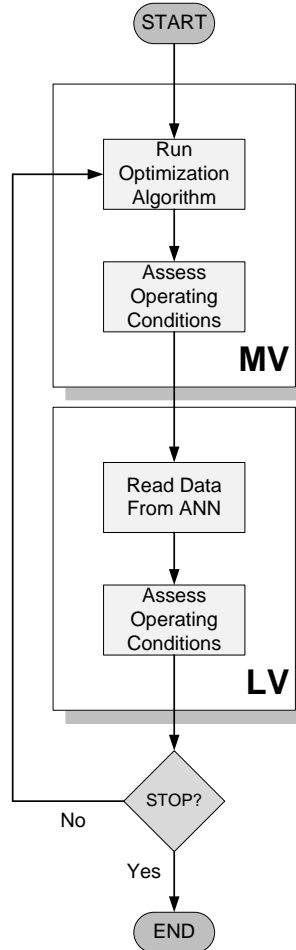 START
Run
Optimization
Algorithm
Assess
Operating
Conditions
MV
Read Data
From ANN
Assess
Operating
Conditions
LV
STOP?
No
Yes
END